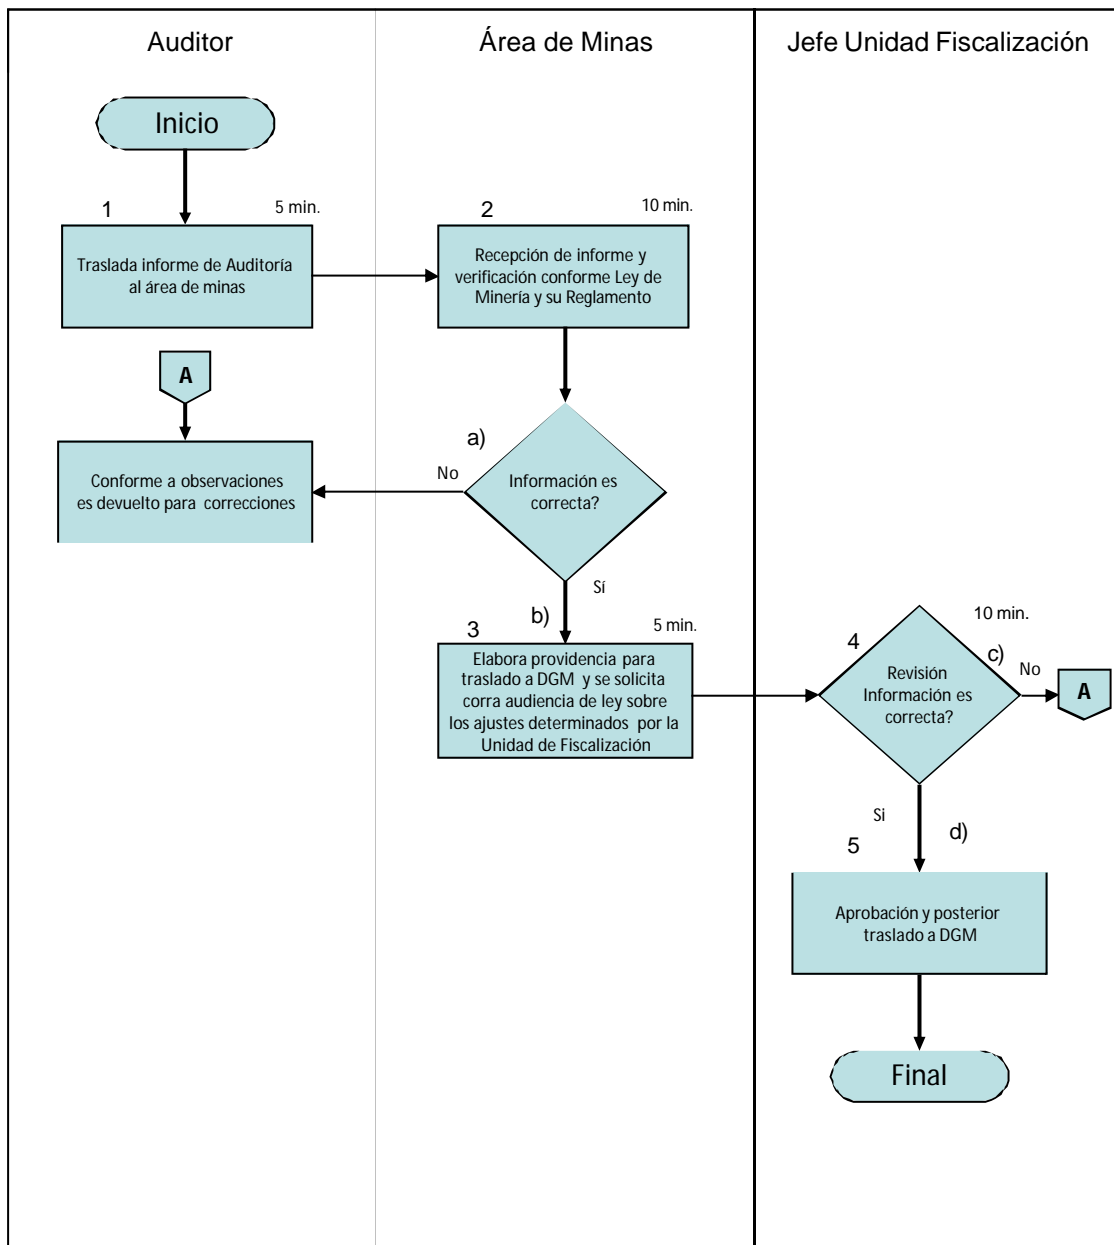 Auditor
Área de Minas
Jefe Unidad Fiscalización
Inicio
1
5 min.
Traslada informe de Auditoría
al área de minas
2
10 min.
Recepción de informe y
verificación conforme Ley de
Minería y su Reglamento
A
Conforme a observaciones
es devuelto para correcciones
a)
No
Información es
correcta?
Sí
b)
3
5 min.
Elabora providencia para
traslado a DGM y se solicita
corra audiencia de ley sobre
los ajustes determinados por la
Unidad de Fiscalización
4
10 min.
c)
No
Revisión
Información es
correcta?
A
Si
d)
5
Aprobación y posterior
traslado a DGM
Final